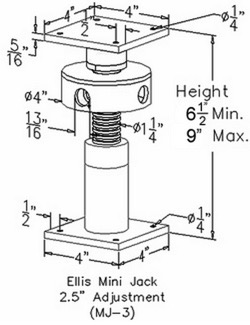 4" 4" Ø1/4"
1/2
5/16"
Height
6 1/2" Min.
9" Max.
Ø4"
13/16"
Ø1 1/4"
1/2"
Ø1/4"
4" 4"
Ellis Mini Jack
2.5" Adjustment
(MJ-3)